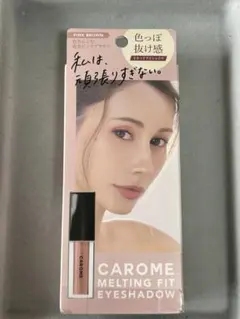 PINK BROWN
色っぽ
抜け感
私は、
頑張りすぎない。
CAROME
MELTING FIT
EYESHADOW